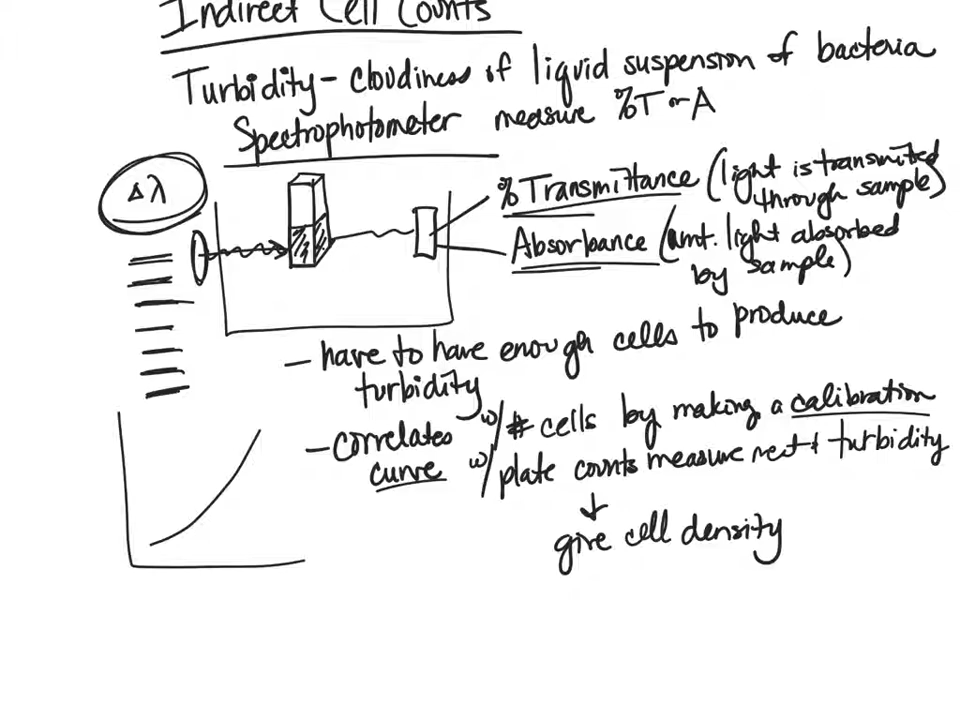 Indirect Cell Counts
Turbidity - cloudiness of liquid suspension of bacteria
Spectrophotometer measure %T or A
Δλ
% Transmittance (light is transmitted
through sample)
Absorbance (amt. light absorbed
by sample)
- have to have enough cells to produce
turbidity
- correlates w/ # cells by making a calibration
curve w/ plate counts measurement & turbidity
↓
give cell density